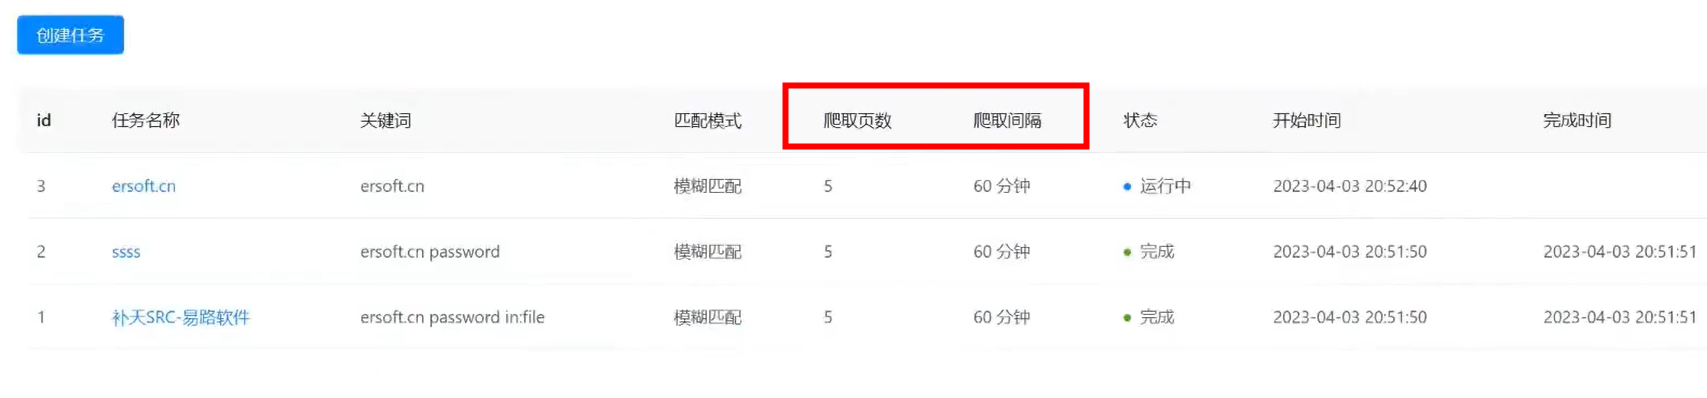 创建任务
id 任务名称 关键词 匹配模式 爬取页数 爬取间隔 状态 开始时间 完成时间
3 ersoft.cn ersoft.cn 模糊匹配 5 60 分钟 运行中 2023-04-03 20:52:40
2 ssss ersoft.cn password 模糊匹配 5 60 分钟 完成 2023-04-03 20:51:50 2023-04-03 20:51:51
1 补天SRC-易路软件 ersoft.cn password in:file 模糊匹配 5 60 分钟 完成 2023-04-03 20:51:50 2023-04-03 20:51:51